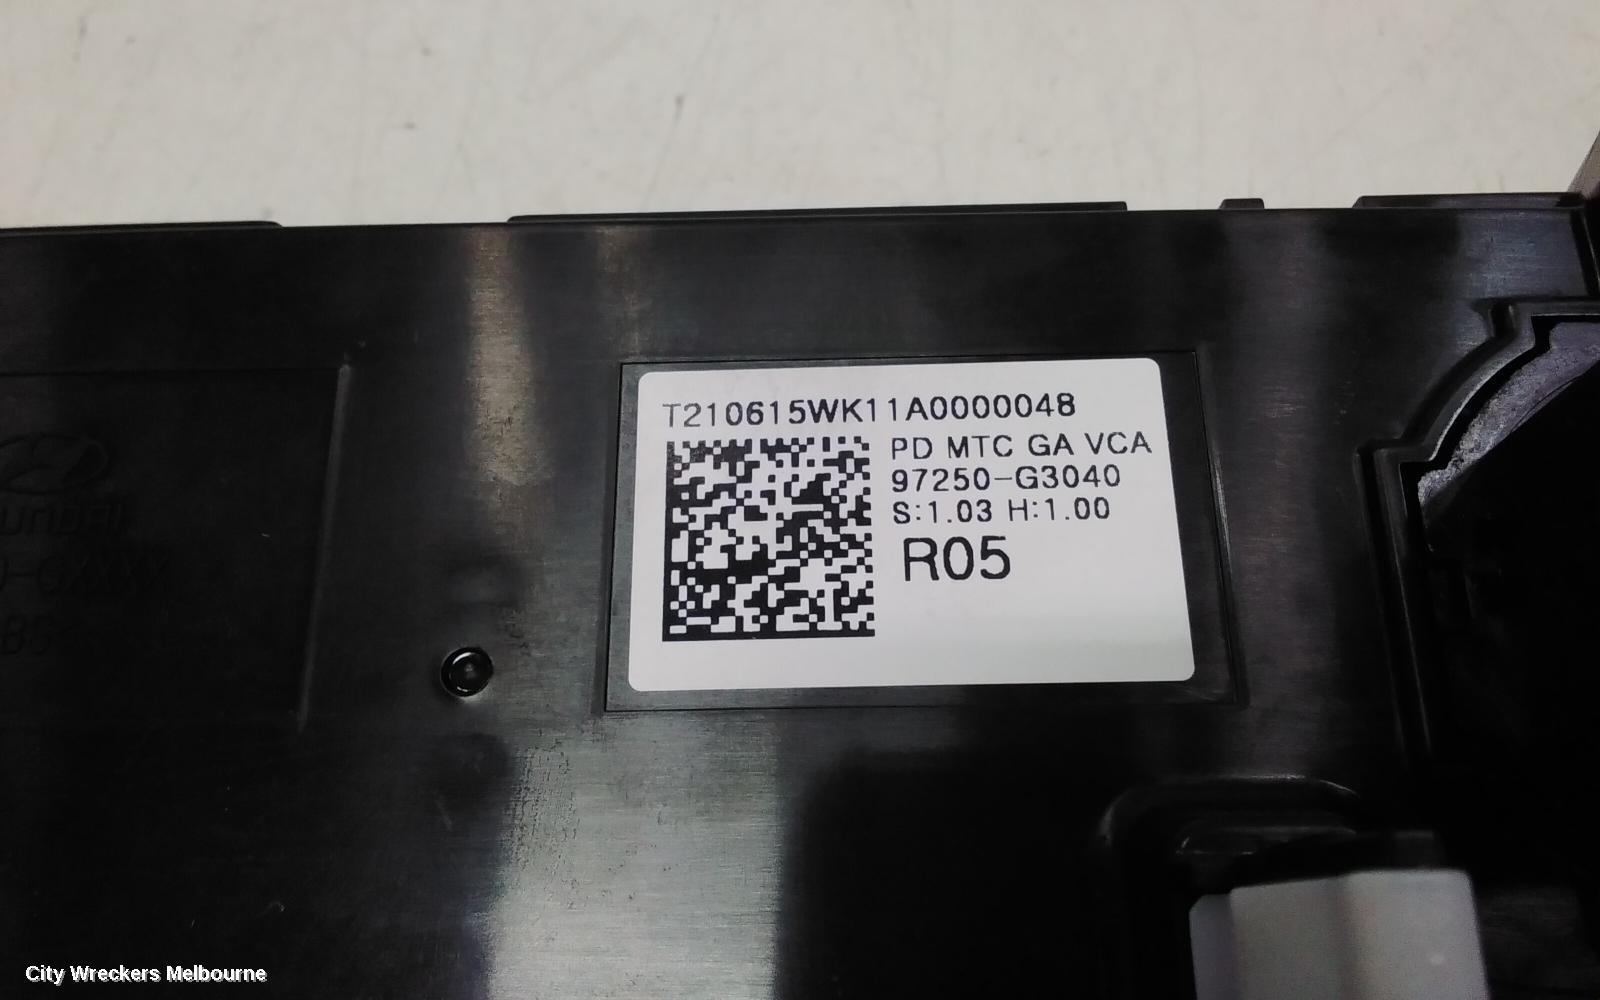 T210615WK11A0000048
PD MTC GA VCA
97250-G3040
S:1.03 H:1.00
R05
City Wreckers Melbourne